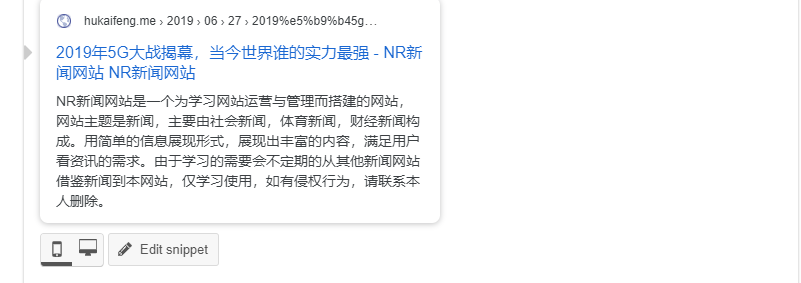 hukaifeng.me › 2019 › 06 › 27 › 2019%e5%b9%b45g…
2019年5G大战揭幕，当今世界谁的实力最强 - NR新
闻网站 NR新闻网站
NR新闻网站是一个为学习网站运营与管理而搭建的网站，
网站主题是新闻，主要由社会新闻，体育新闻，财经新闻构
成。用简单的信息展现形式，展现出丰富的内容，满足用户
看资讯的需求。由于学习的需要会不定期的从其他新闻网站
借鉴新闻到本网站，仅学习使用，如有侵权行为，请联系本
人删除。
Edit snippet